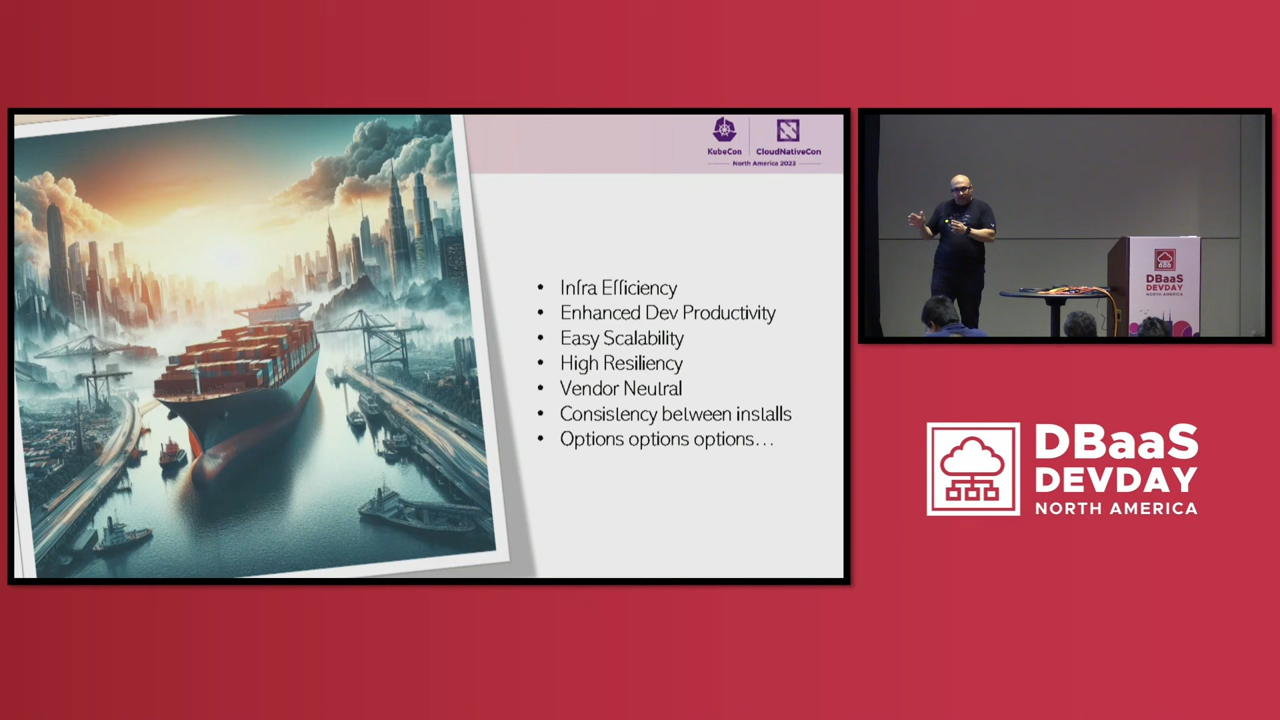 KubeCon
CloudNativeCon
North America 2023
• Infra Efficiency
• Enhanced Dev Productivity
• Easy Scalability
• High Resiliency
• Vendor Neutral
• Consistency between installs
• Options options options...
DBaaS
DEVDAY
NORTH AMERICA
DBaaS
DEVDAY
NORTH AMERICA